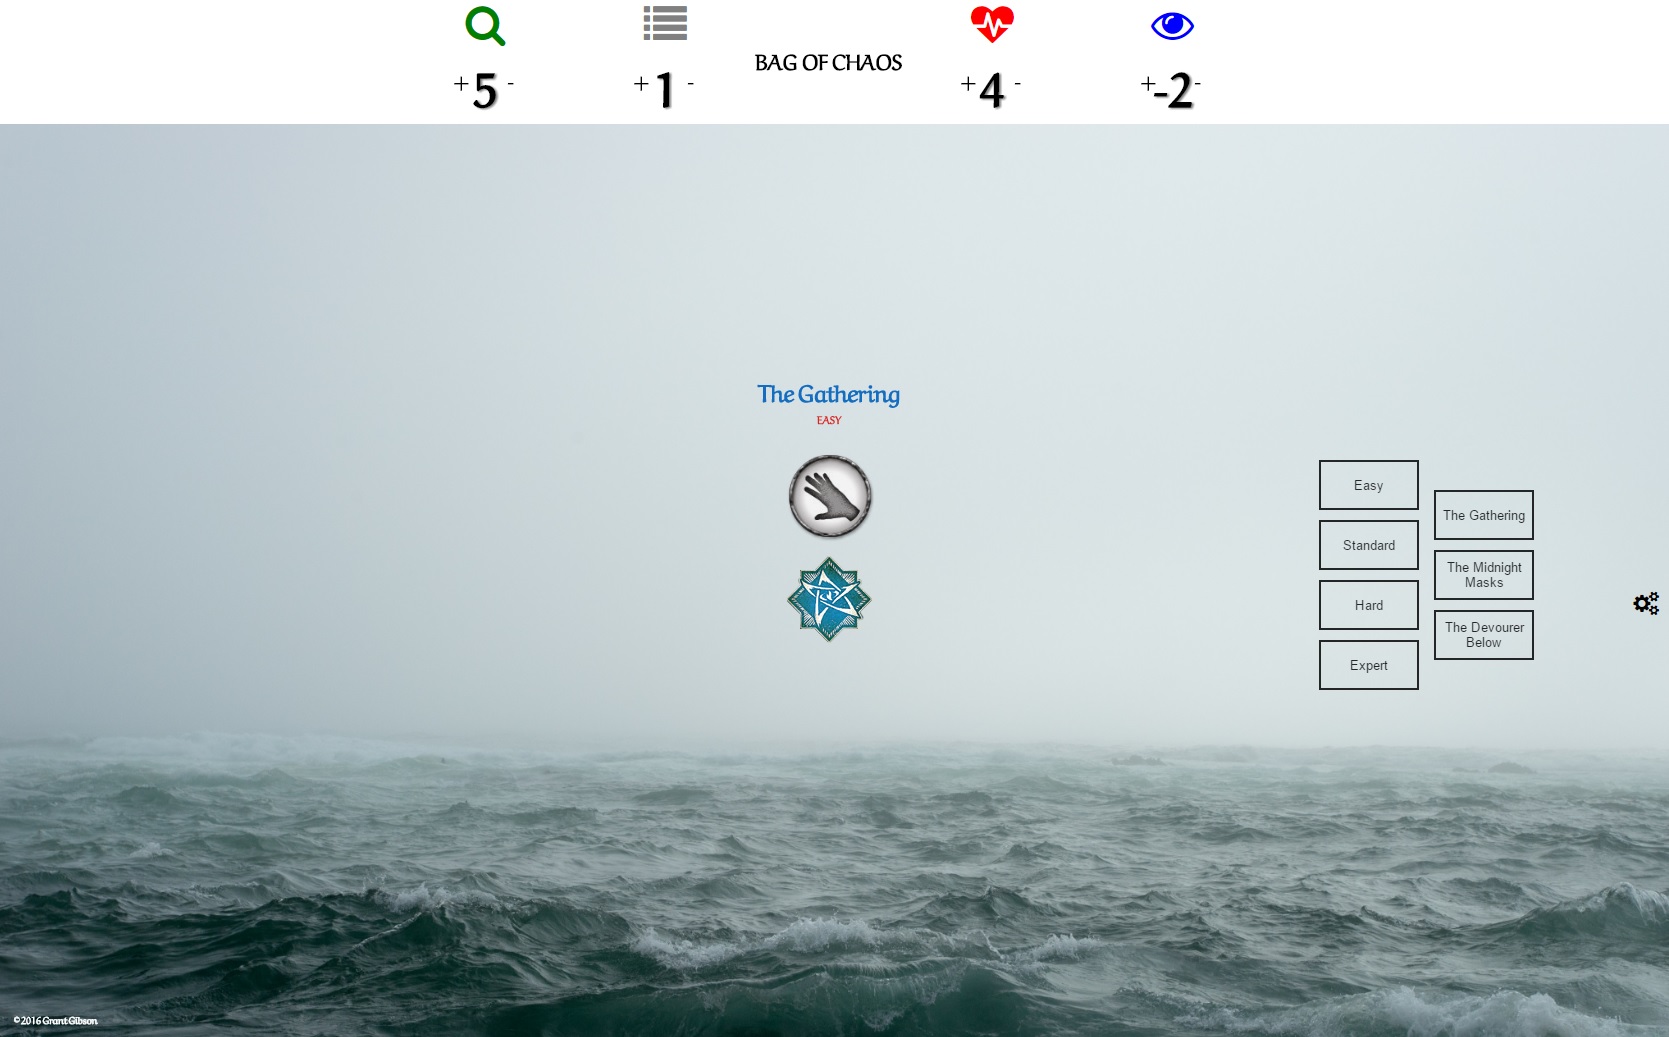 BAG OF CHAOS
+ 5 -
+ 1 -
+ 4 -
+ -2 -
The Gathering
EASY
Easy
Standard
Hard
Expert
The Gathering
The Midnight
Masks
The Devourer
Below
©2016 Grant Gibson